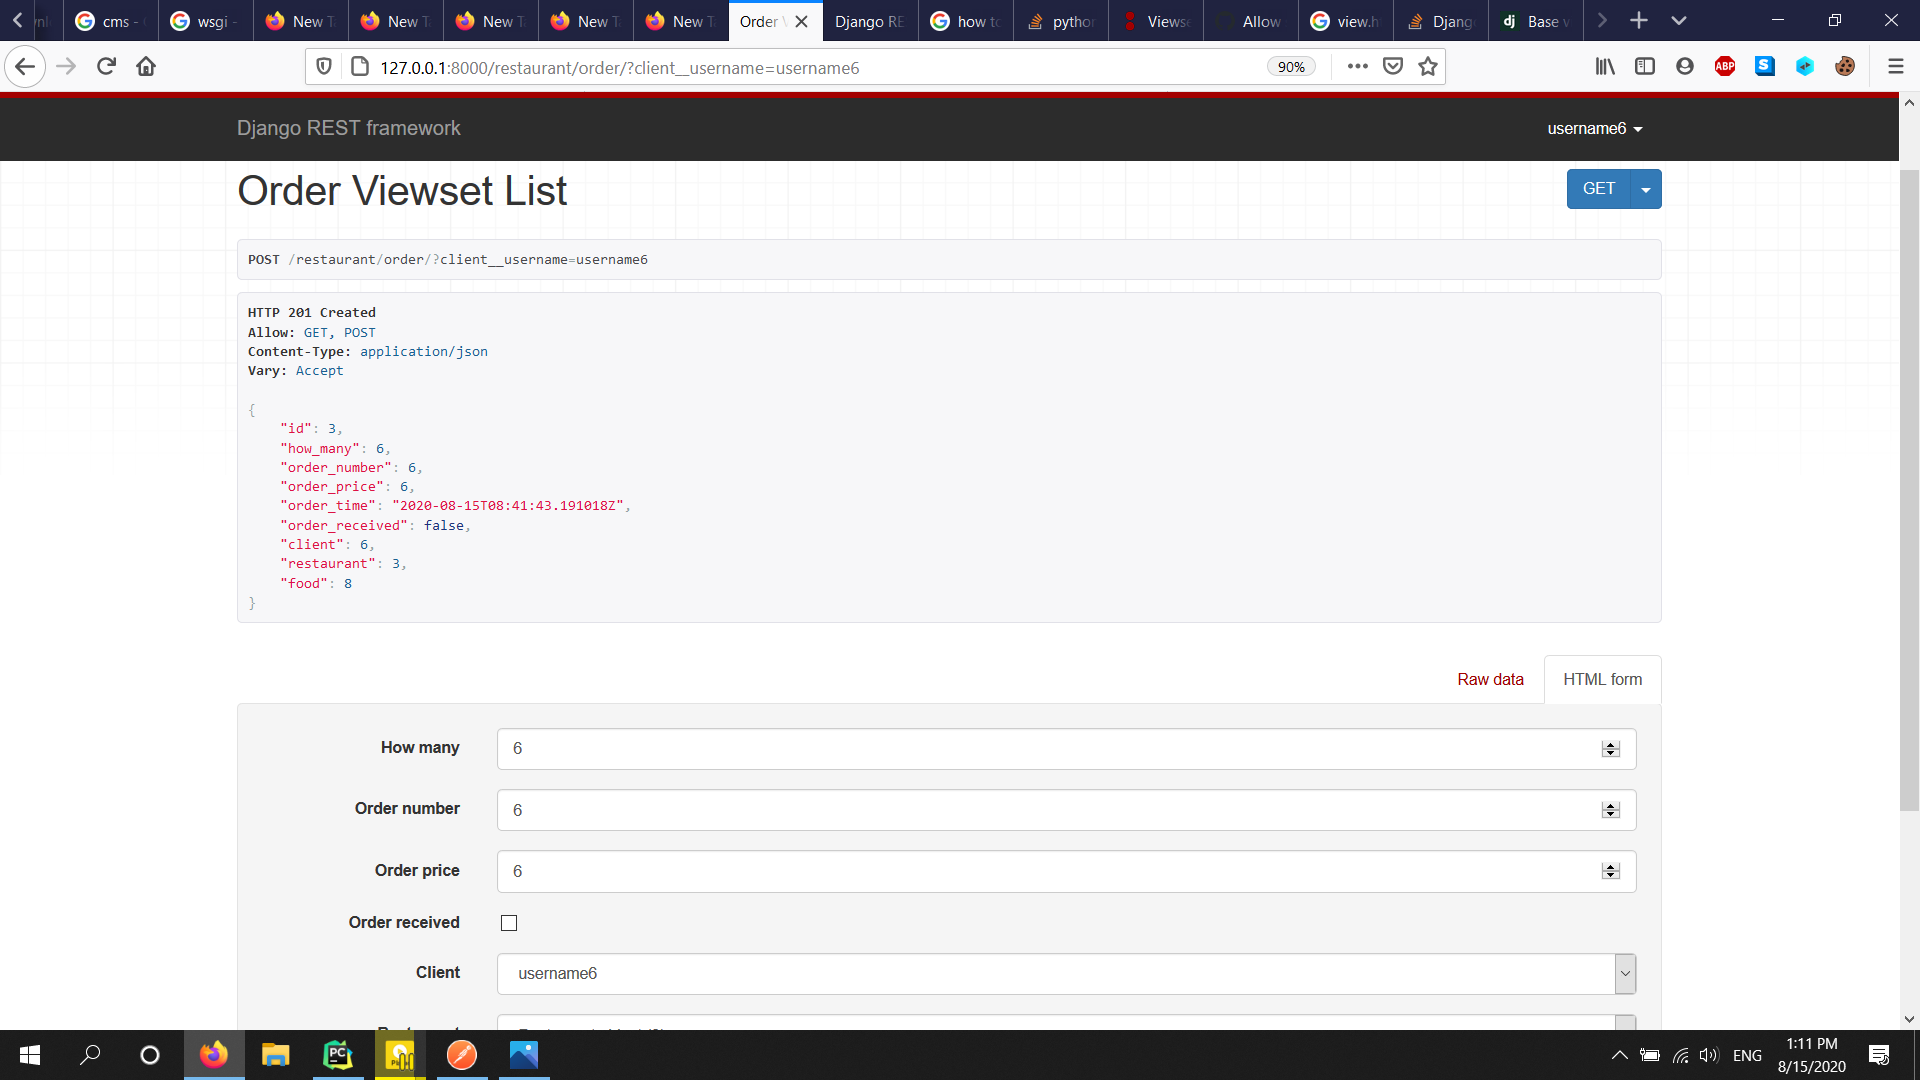 cms -
wsgi -
New T
New T
New T
New T
New T
Order V
Django RE
how to
python
Viewse
Allow
view.h
Djang
Base v
127.0.0.1:8000/restaurant/order/?client__username=username6
90%
ABP
Django REST framework
username6
Order Viewset List
GET
POST /restaurant/order/?client__username=username6
HTTP 201 Created
Allow: GET, POST
Content-Type: application/json
Vary: Accept
{
"id": 3,
"how_many": 6,
"order_number": 6,
"order_price": 6,
"order_time": "2020-08-15T08:41:43.191018Z",
"order_received": false,
"client": 6,
"restaurant": 3,
"food": 8
}
Raw data
HTML form
How many
6
Order number
6
Order price
6
Order received
Client
username6
ENG
1:11 PM
8/15/2020